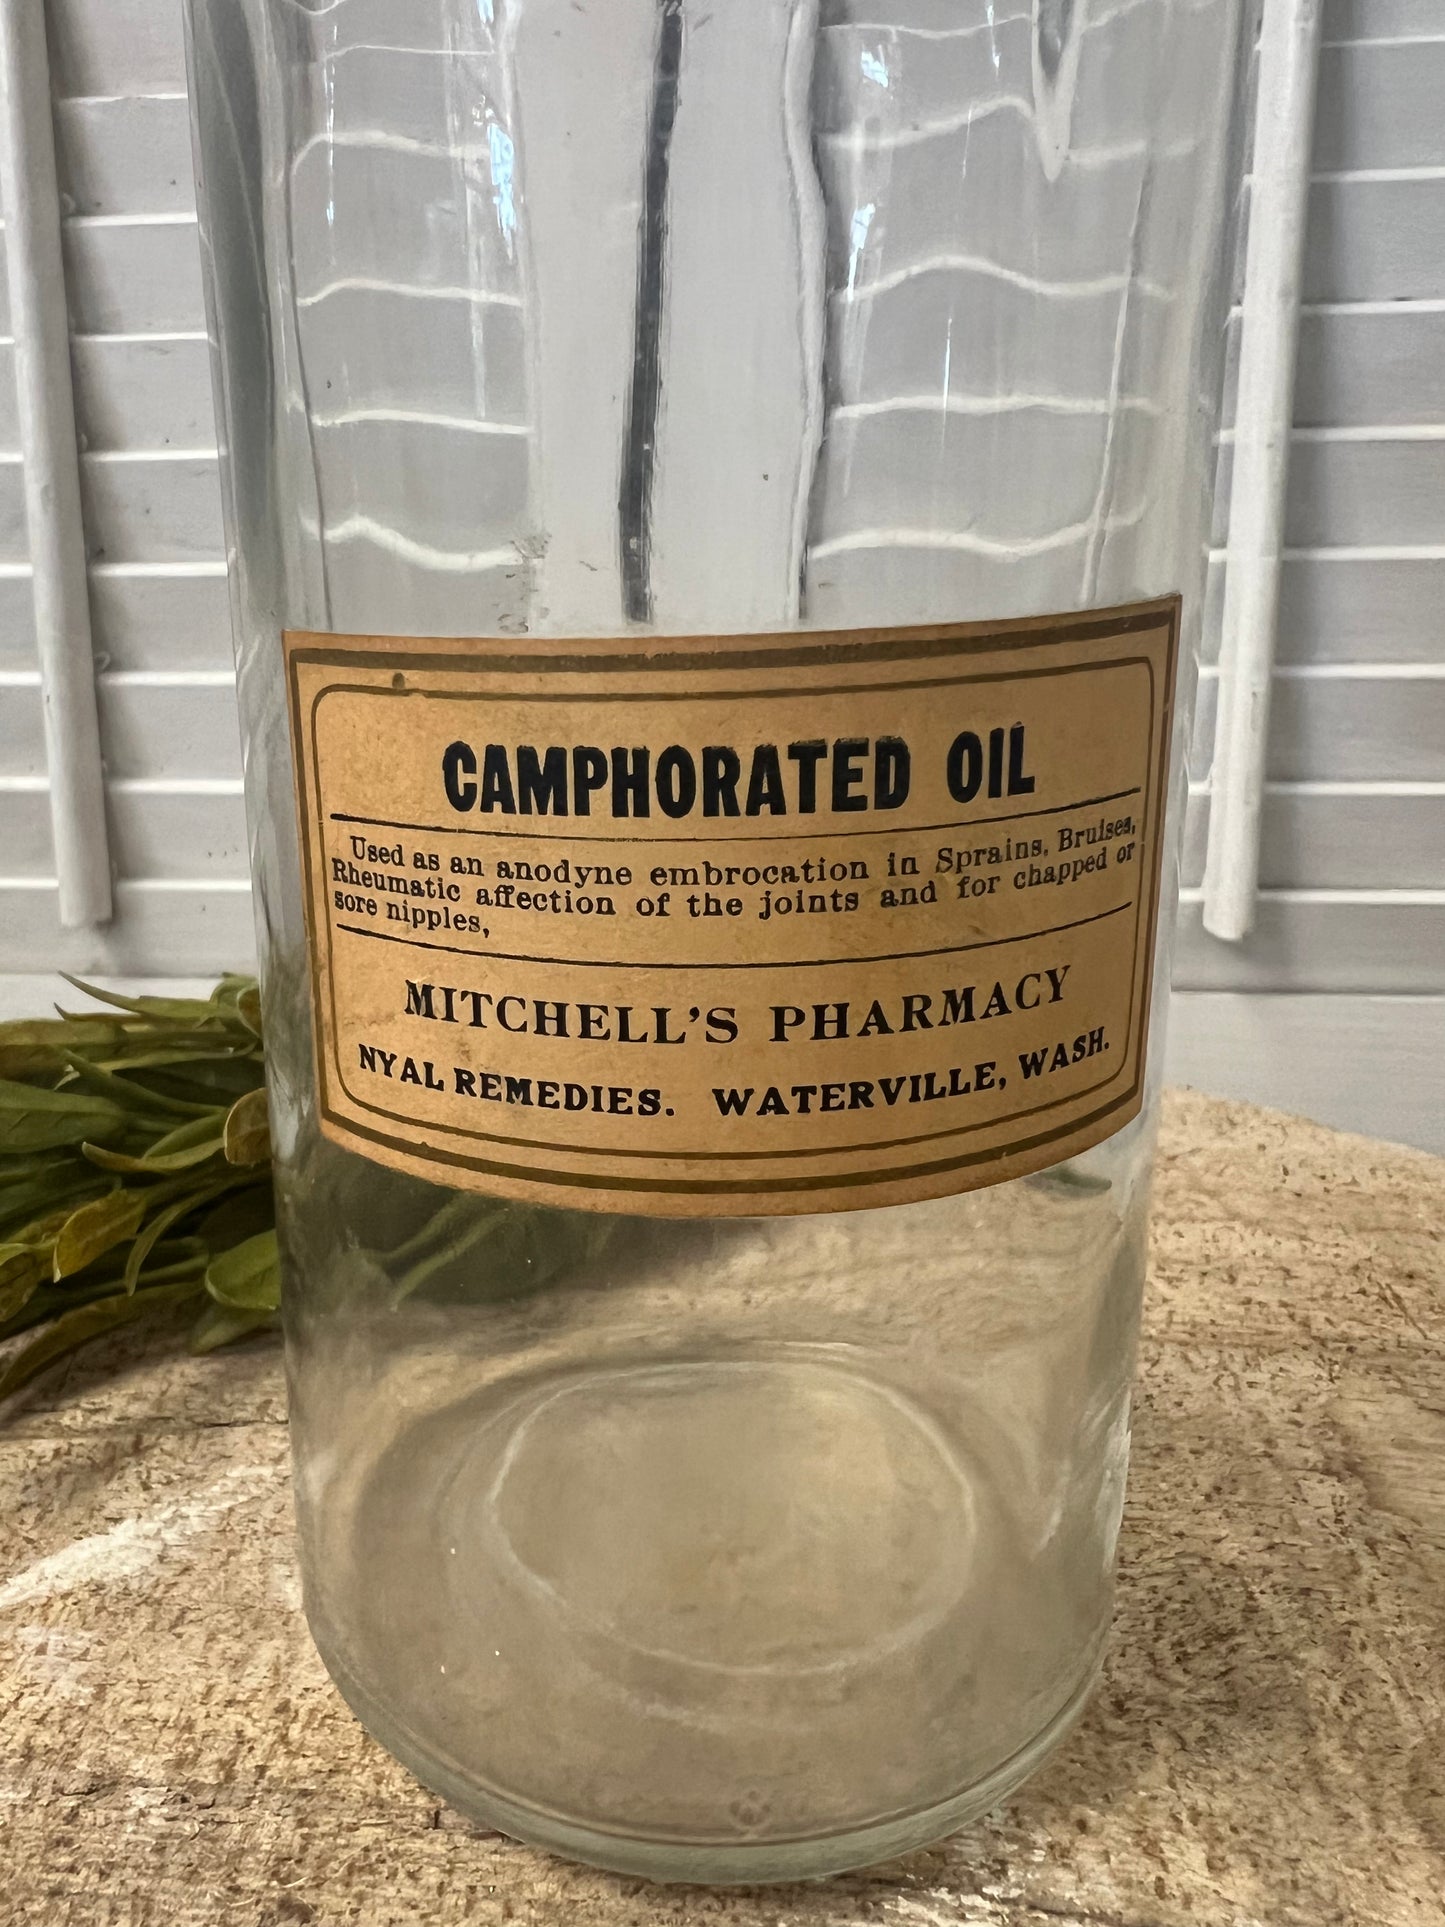 CAMPHORATED OIL
Used as an anodyne embrocation in Sprains, Bruises,
Rheumatic affection of the joints and for chapped or
sore nipples,
MITCHELL'S PHARMACY
NYAL REMEDIES. WATERVILLE, WASH.